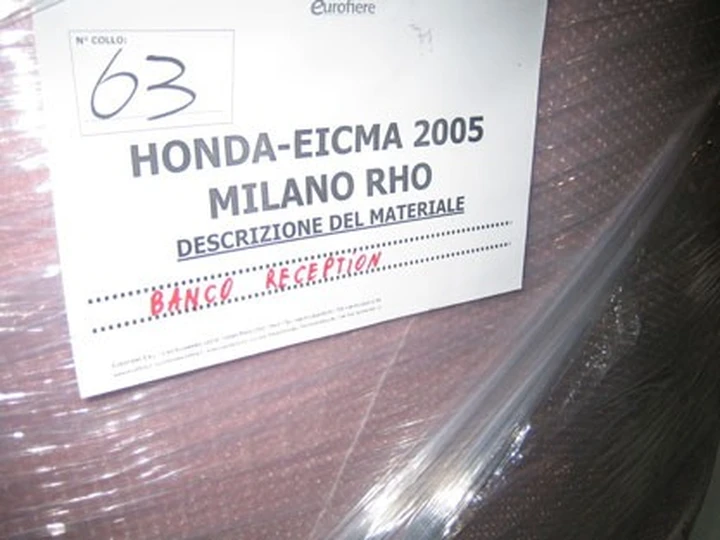 eurofiere
N° COLLO:
63
HONDA-EICMA 2005
MILANO RHO
DESCRIZIONE DEL MATERIALE
BANCO RECEPTION